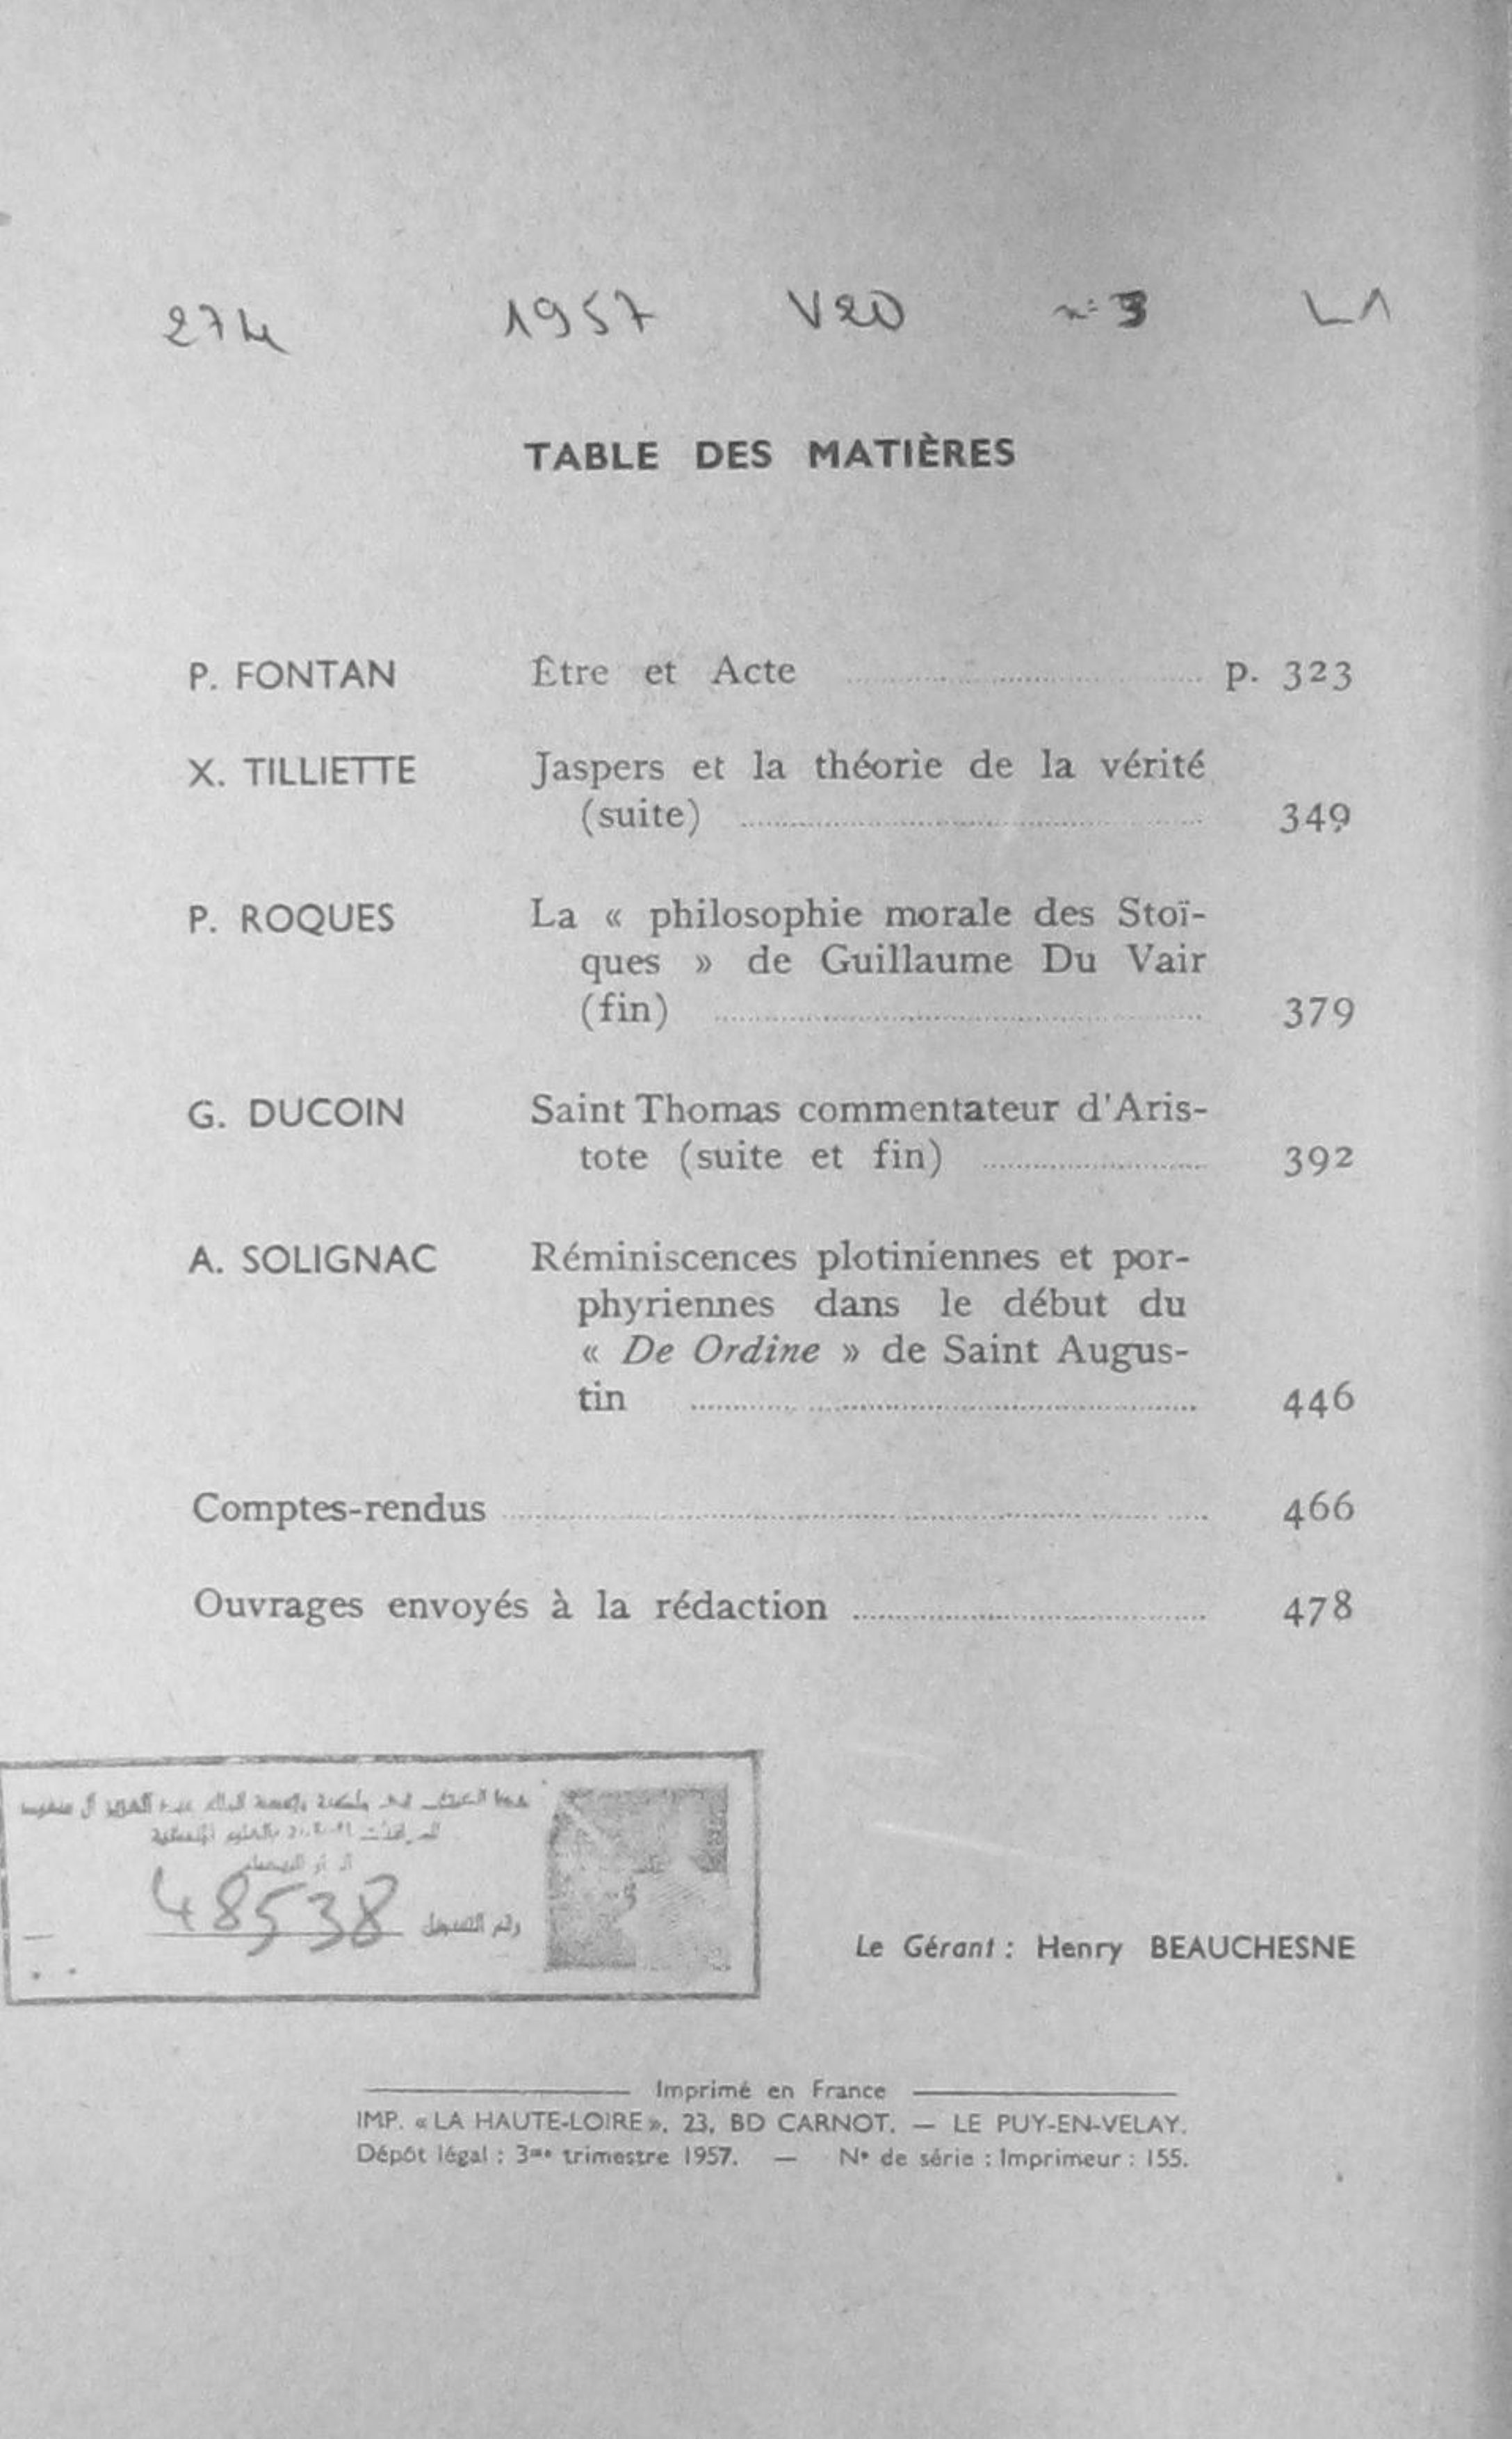 274 1957 V20 n° 3 L1
TABLE DES MATIÈRES
P. FONTAN Être et Acte ........ p. 323
X. TILLIETTE Jaspers et la théorie de la vérité
(suite) ........ 349
P. ROQUES La « philosophie morale des Stoï-
ques » de Guillaume Du Vair
(fin) ........ 379
G. DUCOIN Saint Thomas commentateur d'Aris-
tote (suite et fin) ........ 392
A. SOLIGNAC Réminiscences plotiniennes et por-
phyriennes dans le début du
« De Ordine » de Saint Augus-
tin ........ 446
Comptes-rendus ........ 466
Ouvrages envoyés à la rédaction ........ 478
48538 رقم التسجيل
Le Gérant : Henry BEAUCHESNE
Imprimé en France
IMP. « LA HAUTE-LOIRE », 23, BD CARNOT. — LE PUY-EN-VELAY.
Dépôt légal : 3me trimestre 1957. — N° de série : Imprimeur : 155.